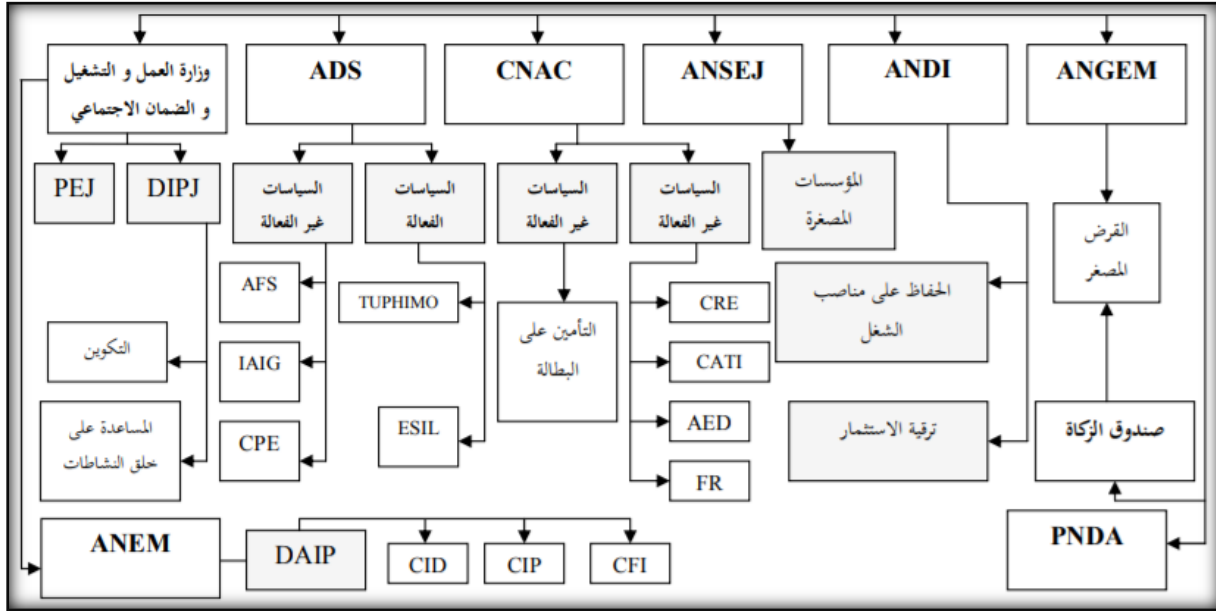 وزارة العمل و التشغيل
و الضمان الاجتماعي
ADS
CNAC
ANSEJ
ANDI
ANGEM
PEJ
DIPJ
السياسات
غير الفعالة
السياسات
الفعالة
السياسات
غير الفعالة
السياسات
غير الفعالة
المؤسسات
المصغرة
القرض
المصغر
AFS
TUPHIMO
التأمين على
البطالة
CRE
الحفاظ على مناصب
الشغل
التكوين
IAIG
CATI
المساعدة على
خلق النشاطات
CPE
ESIL
AED
ترقية الاستثمار
صندوق الزكاة
FR
ANEM
DAIP
CID
CIP
CFI
PNDA